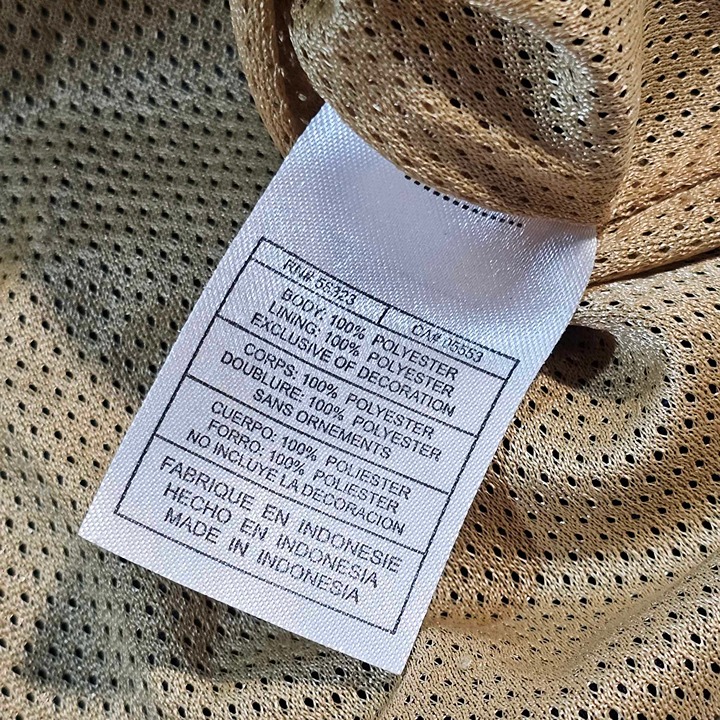 RN# 56323 CA# 05553
BODY: 100% POLYESTER
LINING: 100% POLYESTER
EXCLUSIVE OF DECORATION
CORPS: 100% POLYESTER
DOUBLURE: 100% POLYESTER
SANS ORNEMENTS
CUERPO: 100% POLIESTER
FORRO: 100% POLIESTER
NO INCLUYE LA DECORACION
FABRIQUE EN INDONESIE
HECHO EN INDONESIA
MADE IN INDONESIA